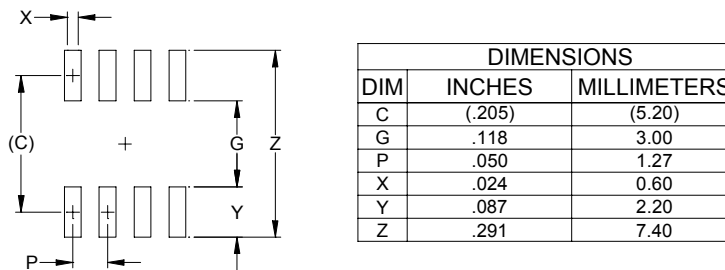 X
(C)
G
Z
Y
P
DIMENSIONS
DIM INCHES MILLIMETERS
C (.205) (5.20)
G .118 3.00
P .050 1.27
X .024 0.60
Y .087 2.20
Z .291 7.40